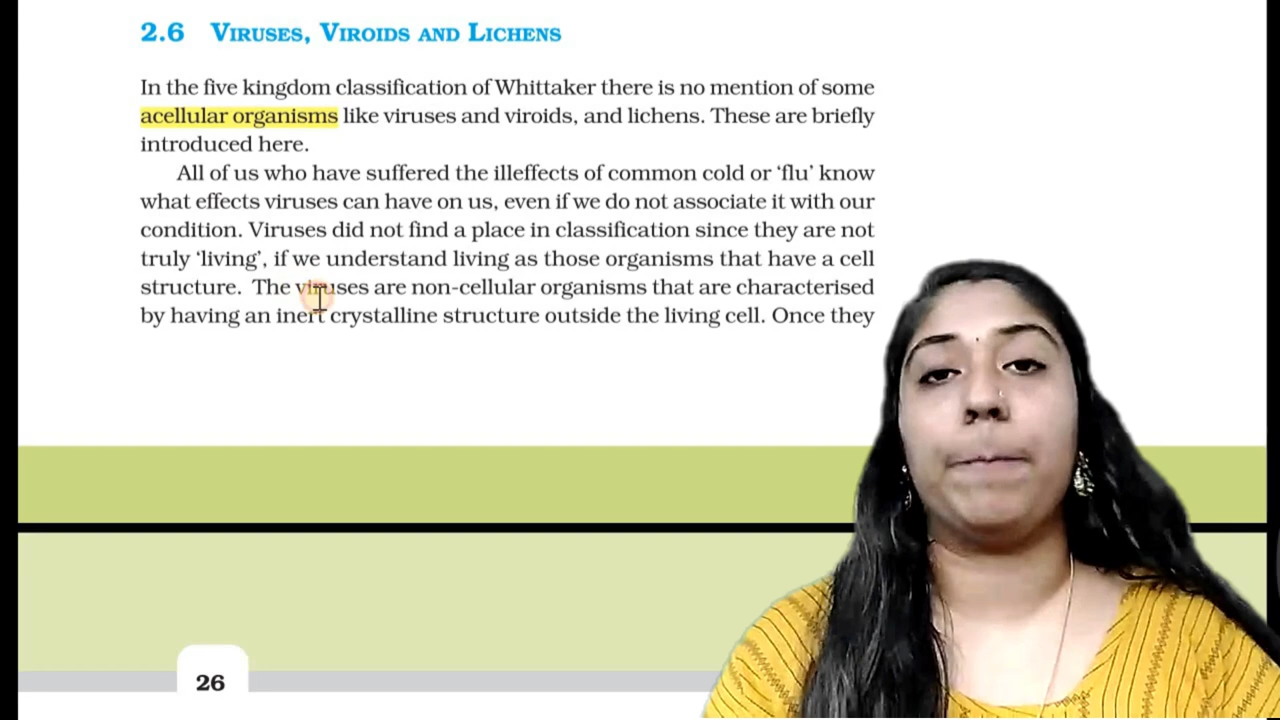 2.6 VIRUSES, VIROIDS AND LICHENS
In the five kingdom classification of Whittaker there is no mention of some
acellular organisms like viruses and viroids, and lichens. These are briefly
introduced here.
All of us who have suffered the illeffects of common cold or ‘flu’ know
what effects viruses can have on us, even if we do not associate it with our
condition. Viruses did not find a place in classification since they are not
truly ‘living’, if we understand living as those organisms that have a cell
structure. The viruses are non-cellular organisms that are characterised
by having an inert crystalline structure outside the living cell. Once they
26